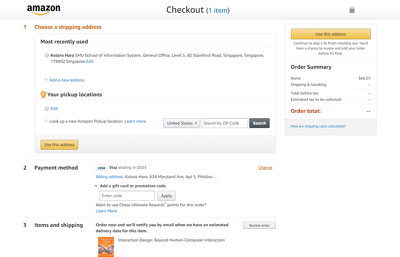 amazon
Checkout (1 item)
1 Choose a shipping address
Most recently used
Kotaro Hara SMU School of Information System, General Office, Level 5, 80 Stamford Road, Singapore, Singapore, 178902 Singapore Edit
Add a new address
Your pickup locations
Edit
Look up a new Amazon Pickup location: Learn more
United States
Search by ZIP Code
Search
Use this address
2 Payment method
VISA Visa ending in 0503
Change
Billing address: Kotaro Hara, 634 Maryland Ave, Apt 5, Pittsbur...
Add a gift card or promotion code
Enter code
Apply
Want to use Chase Ultimate Rewards® points for this order?
Learn More
3 Items and shipping
Order now and we'll notify you by email when we have an estimated
delivery date for this item.
Review order
Interaction Design: Beyond Human-Computer Interaction
Use this address
Continue to step 3 to finish checking out. You'll
have a chance to review and edit your order
before it's final.
Order Summary
Items: $66.07
Shipping & handling: --
Total before tax --
Estimated tax to be collected: --
Order total: --
How are shipping costs calculated?